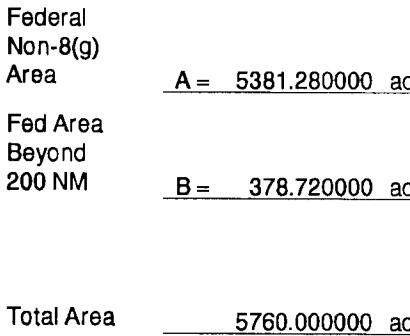 Federal
Non-8(g)
Area A = 5381.280000 ac
Fed Area
Beyond
200 NM B = 378.720000 ac
Total Area 5760.000000 ac